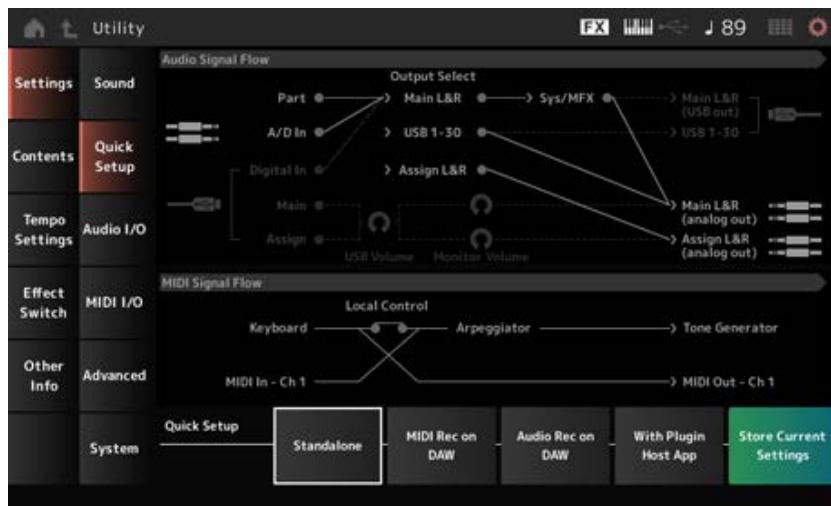 Utility
FX
♩ 89
Settings
Sound
Contents
Quick
Setup
Tempo
Settings
Audio I/O
Effect
Switch
MIDI I/O
Other
Info
Advanced
System
Audio Signal Flow
Output Select
Part
Main L&R
Sys/MFX
Main L&R
(USB out)
A/D In
USB 1-30
USB 1-30
Digital In
Assign L&R
Main
Main L&R
(analog out)
Assign
Assign L&R
(analog out)
USB Volume
Monitor Volume
MIDI Signal Flow
Local Control
Keyboard
Arpeggiator
Tone Generator
MIDI In - Ch 1
MIDI Out - Ch 1
Quick Setup
Standalone
MIDI Rec on
DAW
Audio Rec on
DAW
With Plugin
Host App
Store Current
Settings